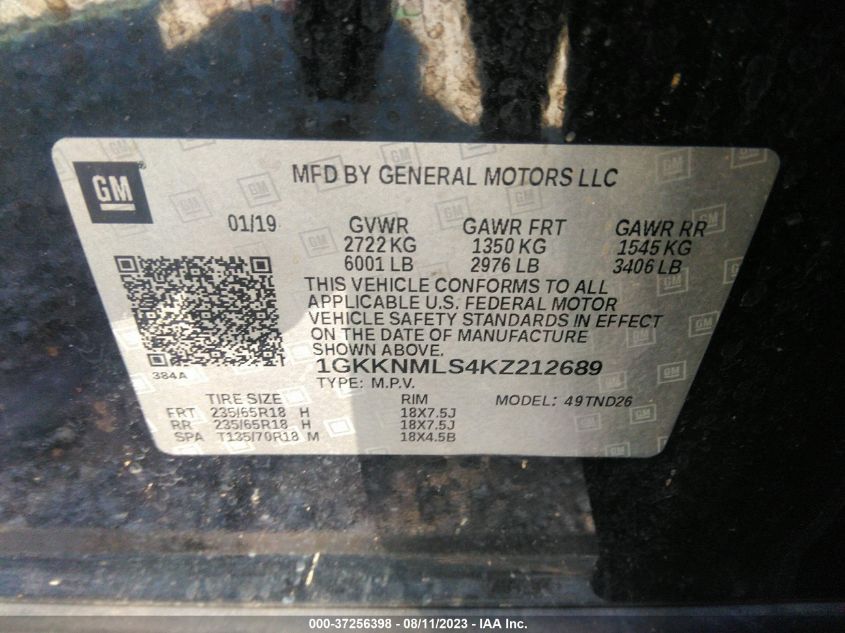 GM
MFD BY GENERAL MOTORS LLC
01/19
GVWR GAWR FRT GAWR RR
2722 KG 1350 KG 1545 KG
6001 LB 2976 LB 3406 LB
THIS VEHICLE CONFORMS TO ALL
APPLICABLE U.S. FEDERAL MOTOR
VEHICLE SAFETY STANDARDS IN EFFECT
ON THE DATE OF MANUFACTURE
SHOWN ABOVE.
384A
1GKKNMLS4KZ212689
TYPE: M.P.V.
TIRE SIZE RIM MODEL: 49TND26
FRT 235/65R18 H 18X7.5J
RR 235/65R18 H 18X7.5J
SPA T135/70R18 M 18X4.5B
000-37256398 - 08/11/2023 - IAA Inc.